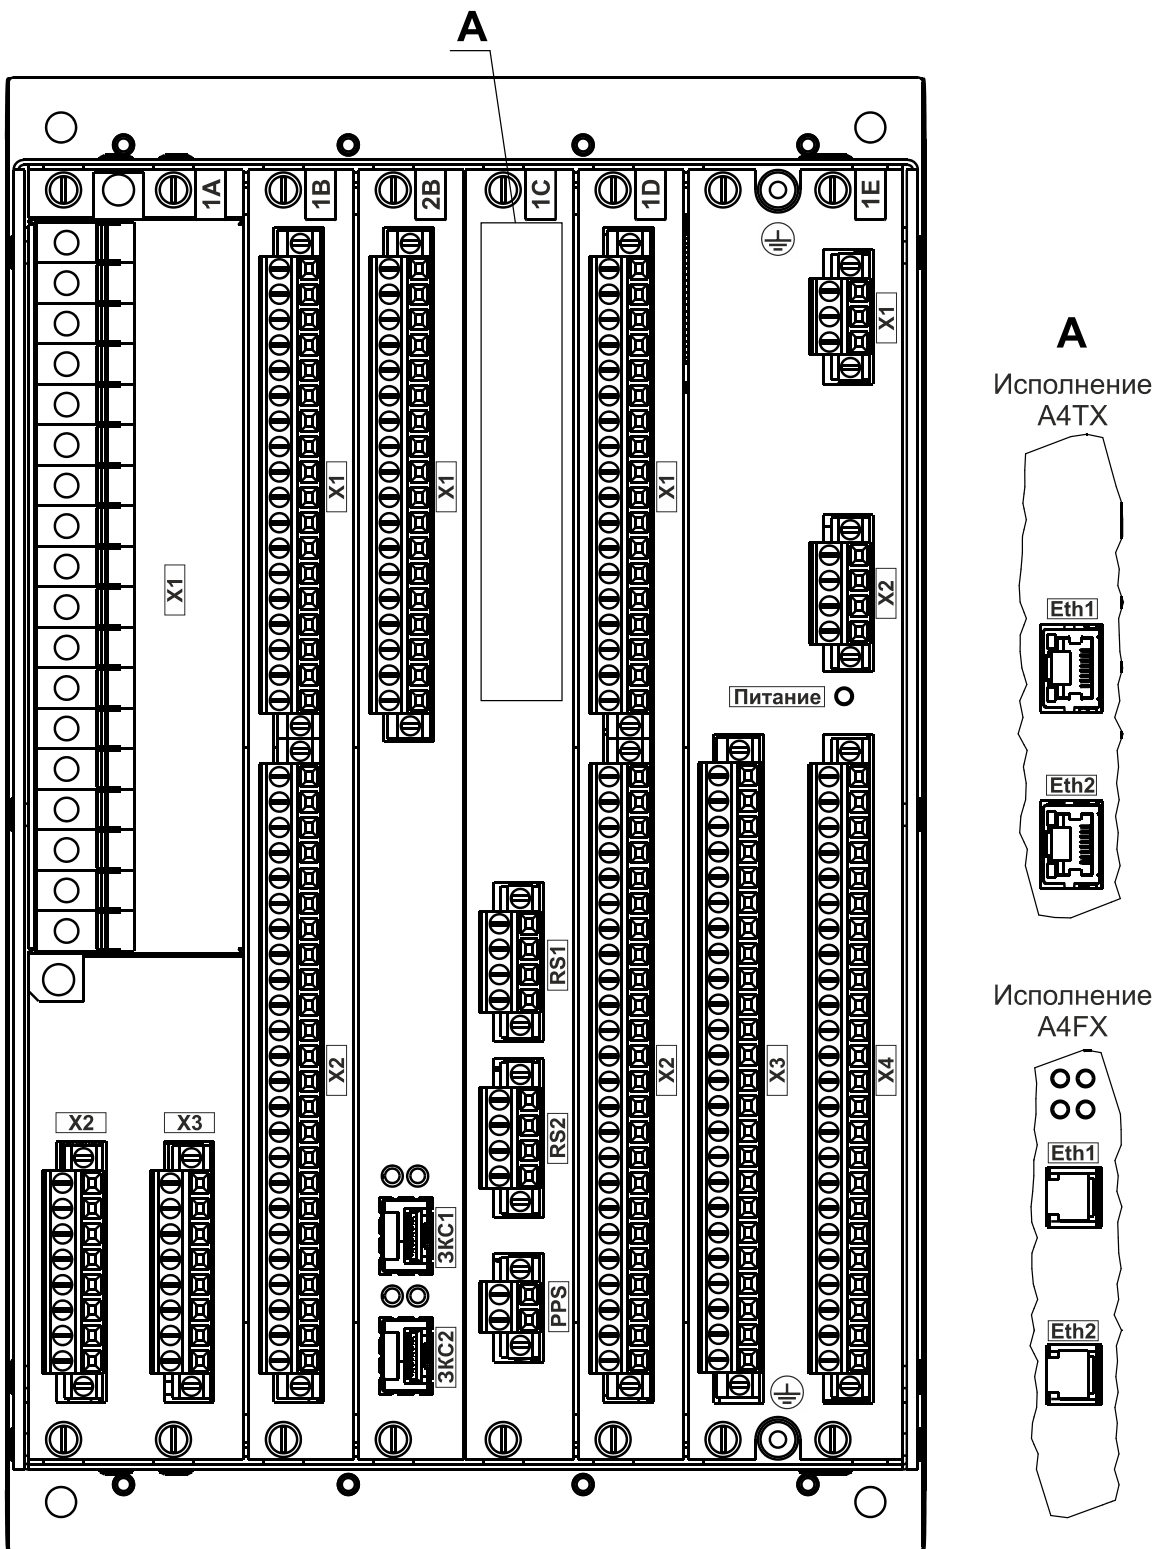 A
1A
1B
2B
1C
1D
1E
X1
X1
X1
X1
X1
X2
Питание
X2
X3
X2
RS1
RS2
PPS
ЗКС1
ЗКС2
X2
X2
X3
X4
A
Исполнение
A4TX
Eth1
Eth2
Исполнение
A4FX
Eth1
Eth2